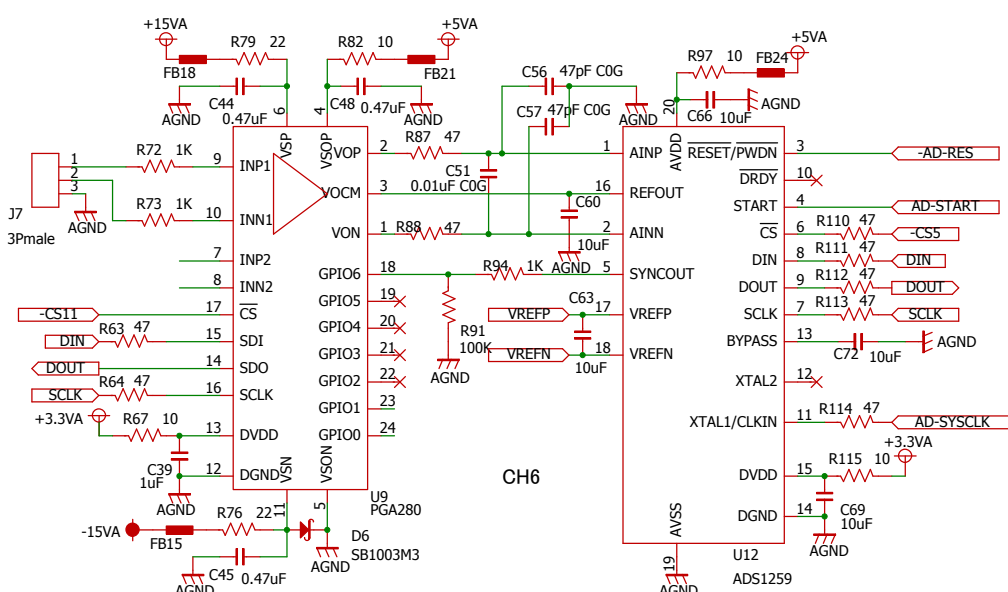 +15VA
R79 22
FB18
C44
0.47uF
AGND
AGND
6
VSP
+5VA
R82 10
FB21
C48
0.47uF
AGND
4
VSOP
1
2
3
J7
3Pmale
AGND
R72 1K
R73 1K
9 INP1
10 INN1
7 INP2
8 INN2
-CS11 17 CS
DIN R63 47 15 SDI
DOUT 14 SDO
SCLK R64 47 16 SCLK
+3.3VA R67 10 13 DVDD
C39
1uF
12 DGND
AGND
VOP 2
VOCM 3
VON 1
GPIO6 18
GPIO5 19
GPIO4 20
GPIO3 21
GPIO2 22
GPIO1 23
GPIO0 24
VSN
11
VSON
5
U9
PGA280
-15VA
FB15
R76 22
C45 0.47uF
AGND
D6
SB1003M3
AGND
R87 47
C51
0.01uF C0G
R88 47
C56 47pF C0G
C57 47pF C0G
AGND
C60
10uF
AGND
R94 1K
R91
100K
AGND
VREFP
C63
VREFN
10uF
CH6
+5VA
R97 10
FB24
C66
10uF
AGND
20
AVDD
1 AINP
16 REFOUT
2 AINN
5 SYNCOUT
17 VREFP
18 VREFN
RESET/PWDN 3 -AD-RES
DRDY 10
START 4 AD-START
CS 6 R110 47 -CS5
DIN 8 R111 47 DIN
DOUT 9 R112 47 DOUT
SCLK 7 R113 47 SCLK
BYPASS 13 C72 10uF AGND
XTAL2 12
XTAL1/CLKIN 11 R114 47 AD-SYSCLK
+3.3VA
DVDD 15 R115 10
C69
10uF
DGND 14
AGND
AVSS
19
AGND
U12
ADS1259